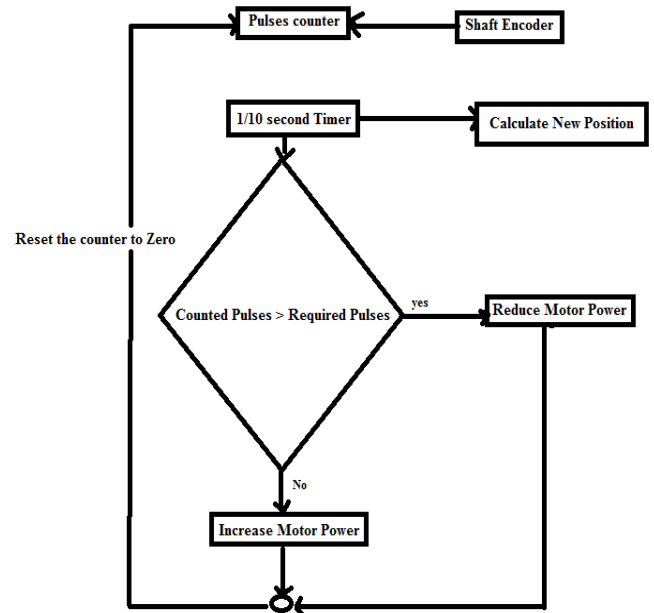 Pulses counter
Shaft Encoder
1/10 second Timer
Calculate New Position
Reset the counter to Zero
Counted Pulses > Required Pulses
yes
Reduce Motor Power
No
Increase Motor Power